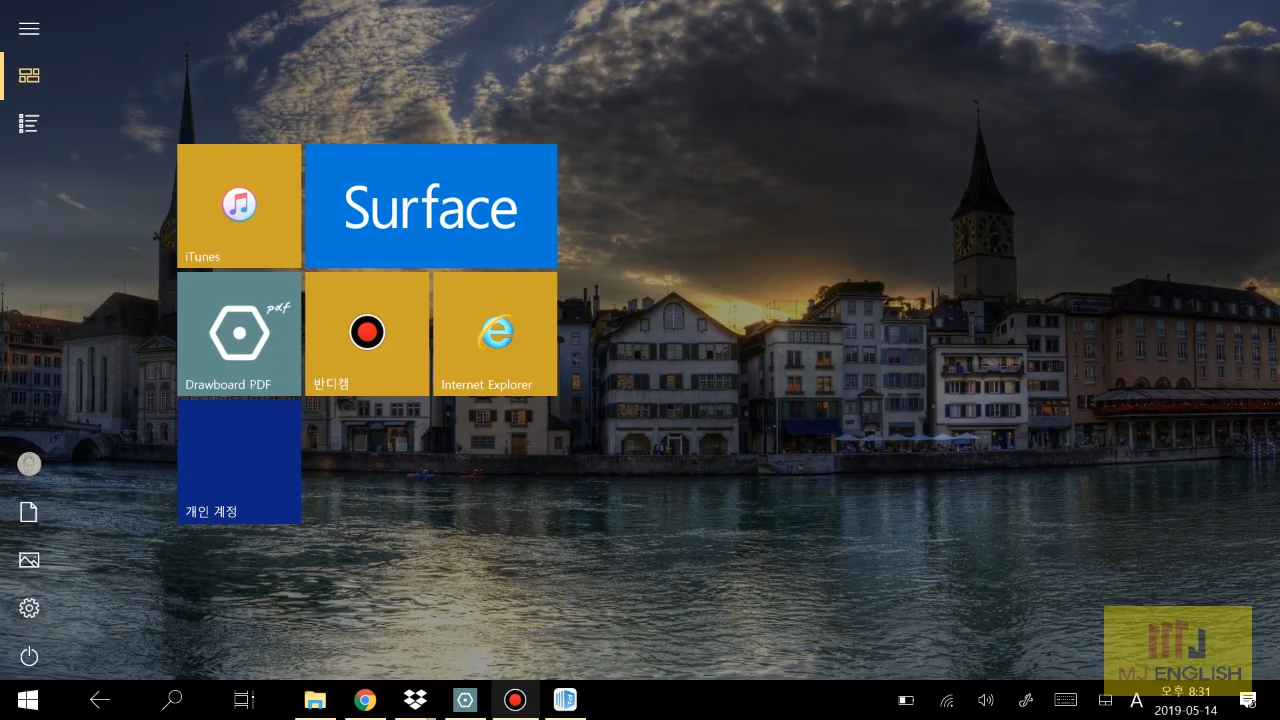 Surface
iTunes
pdf
Drawboard PDF
반디캠
Internet Explorer
개인 계정
MJ ENGLISH
A
오후 8:31
2019-05-14